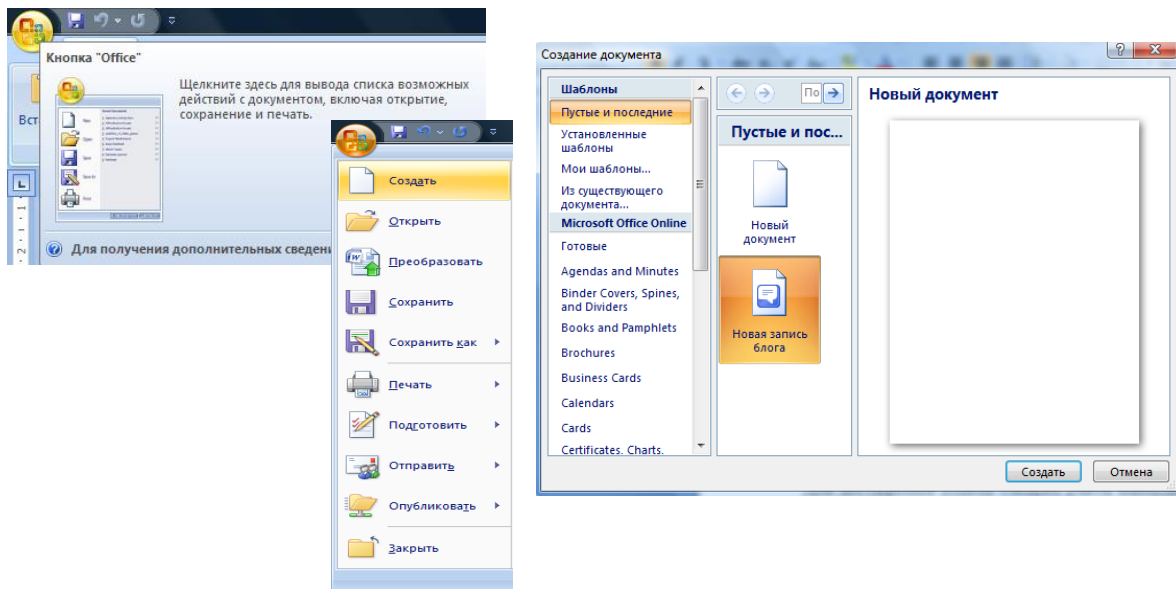 Кнопка "Office"
Щелкните здесь для вывода списка возможных
действий с документом, включая открытие,
сохранение и печать.
Вст
Для получения дополнительных сведени
Создать
Открыть
Преобразовать
Сохранить
Сохранить как
Печать
Подготовить
Отправить
Опубликовать
Закрыть
Создание документа
Шаблоны
Пустые и последние
Установленные
шаблоны
Мои шаблоны...
Из существующего
документа...
Microsoft Office Online
Готовые
Agendas and Minutes
Binder Covers, Spines,
and Dividers
Books and Pamphlets
Brochures
Business Cards
Calendars
Cards
Certificates. Charts.
По
Пустые и пос...
Новый
документ
Новая запись
блога
Новый документ
Создать
Отмена